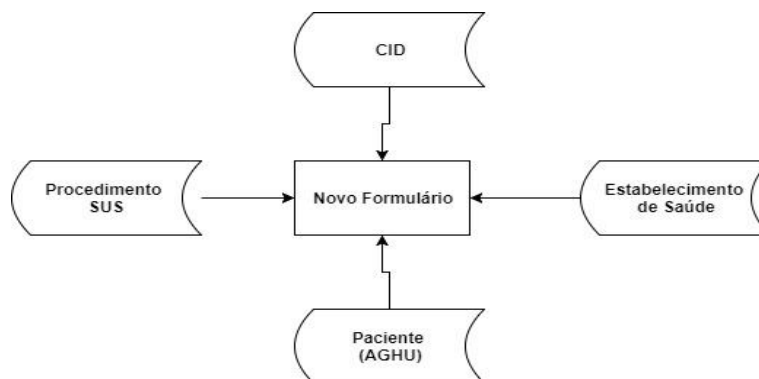 CID
Procedimento
SUS
Novo Formulário
Estabelecimento
de Saúde
Paciente
(AGHU)